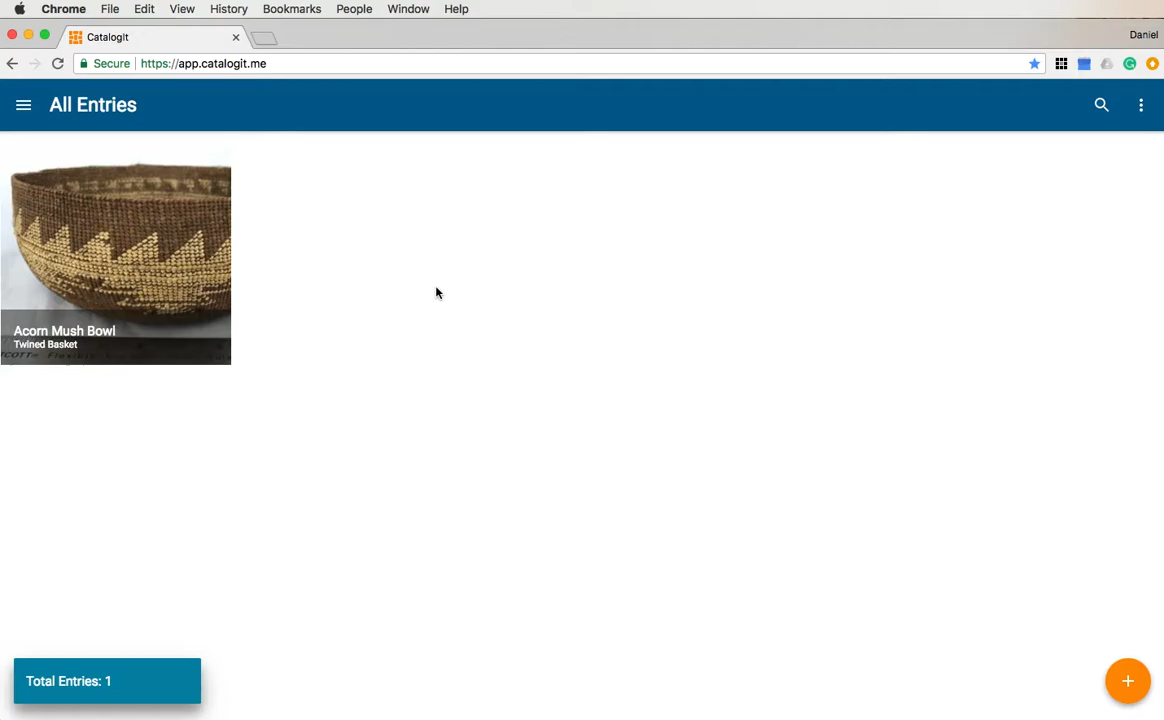 Chrome File Edit View History Bookmarks People Window Help
Catalogit
Daniel
Secure https://app.catalogit.me
All Entries
Acorn Mush Bowl
Twined Basket
Total Entries: 1